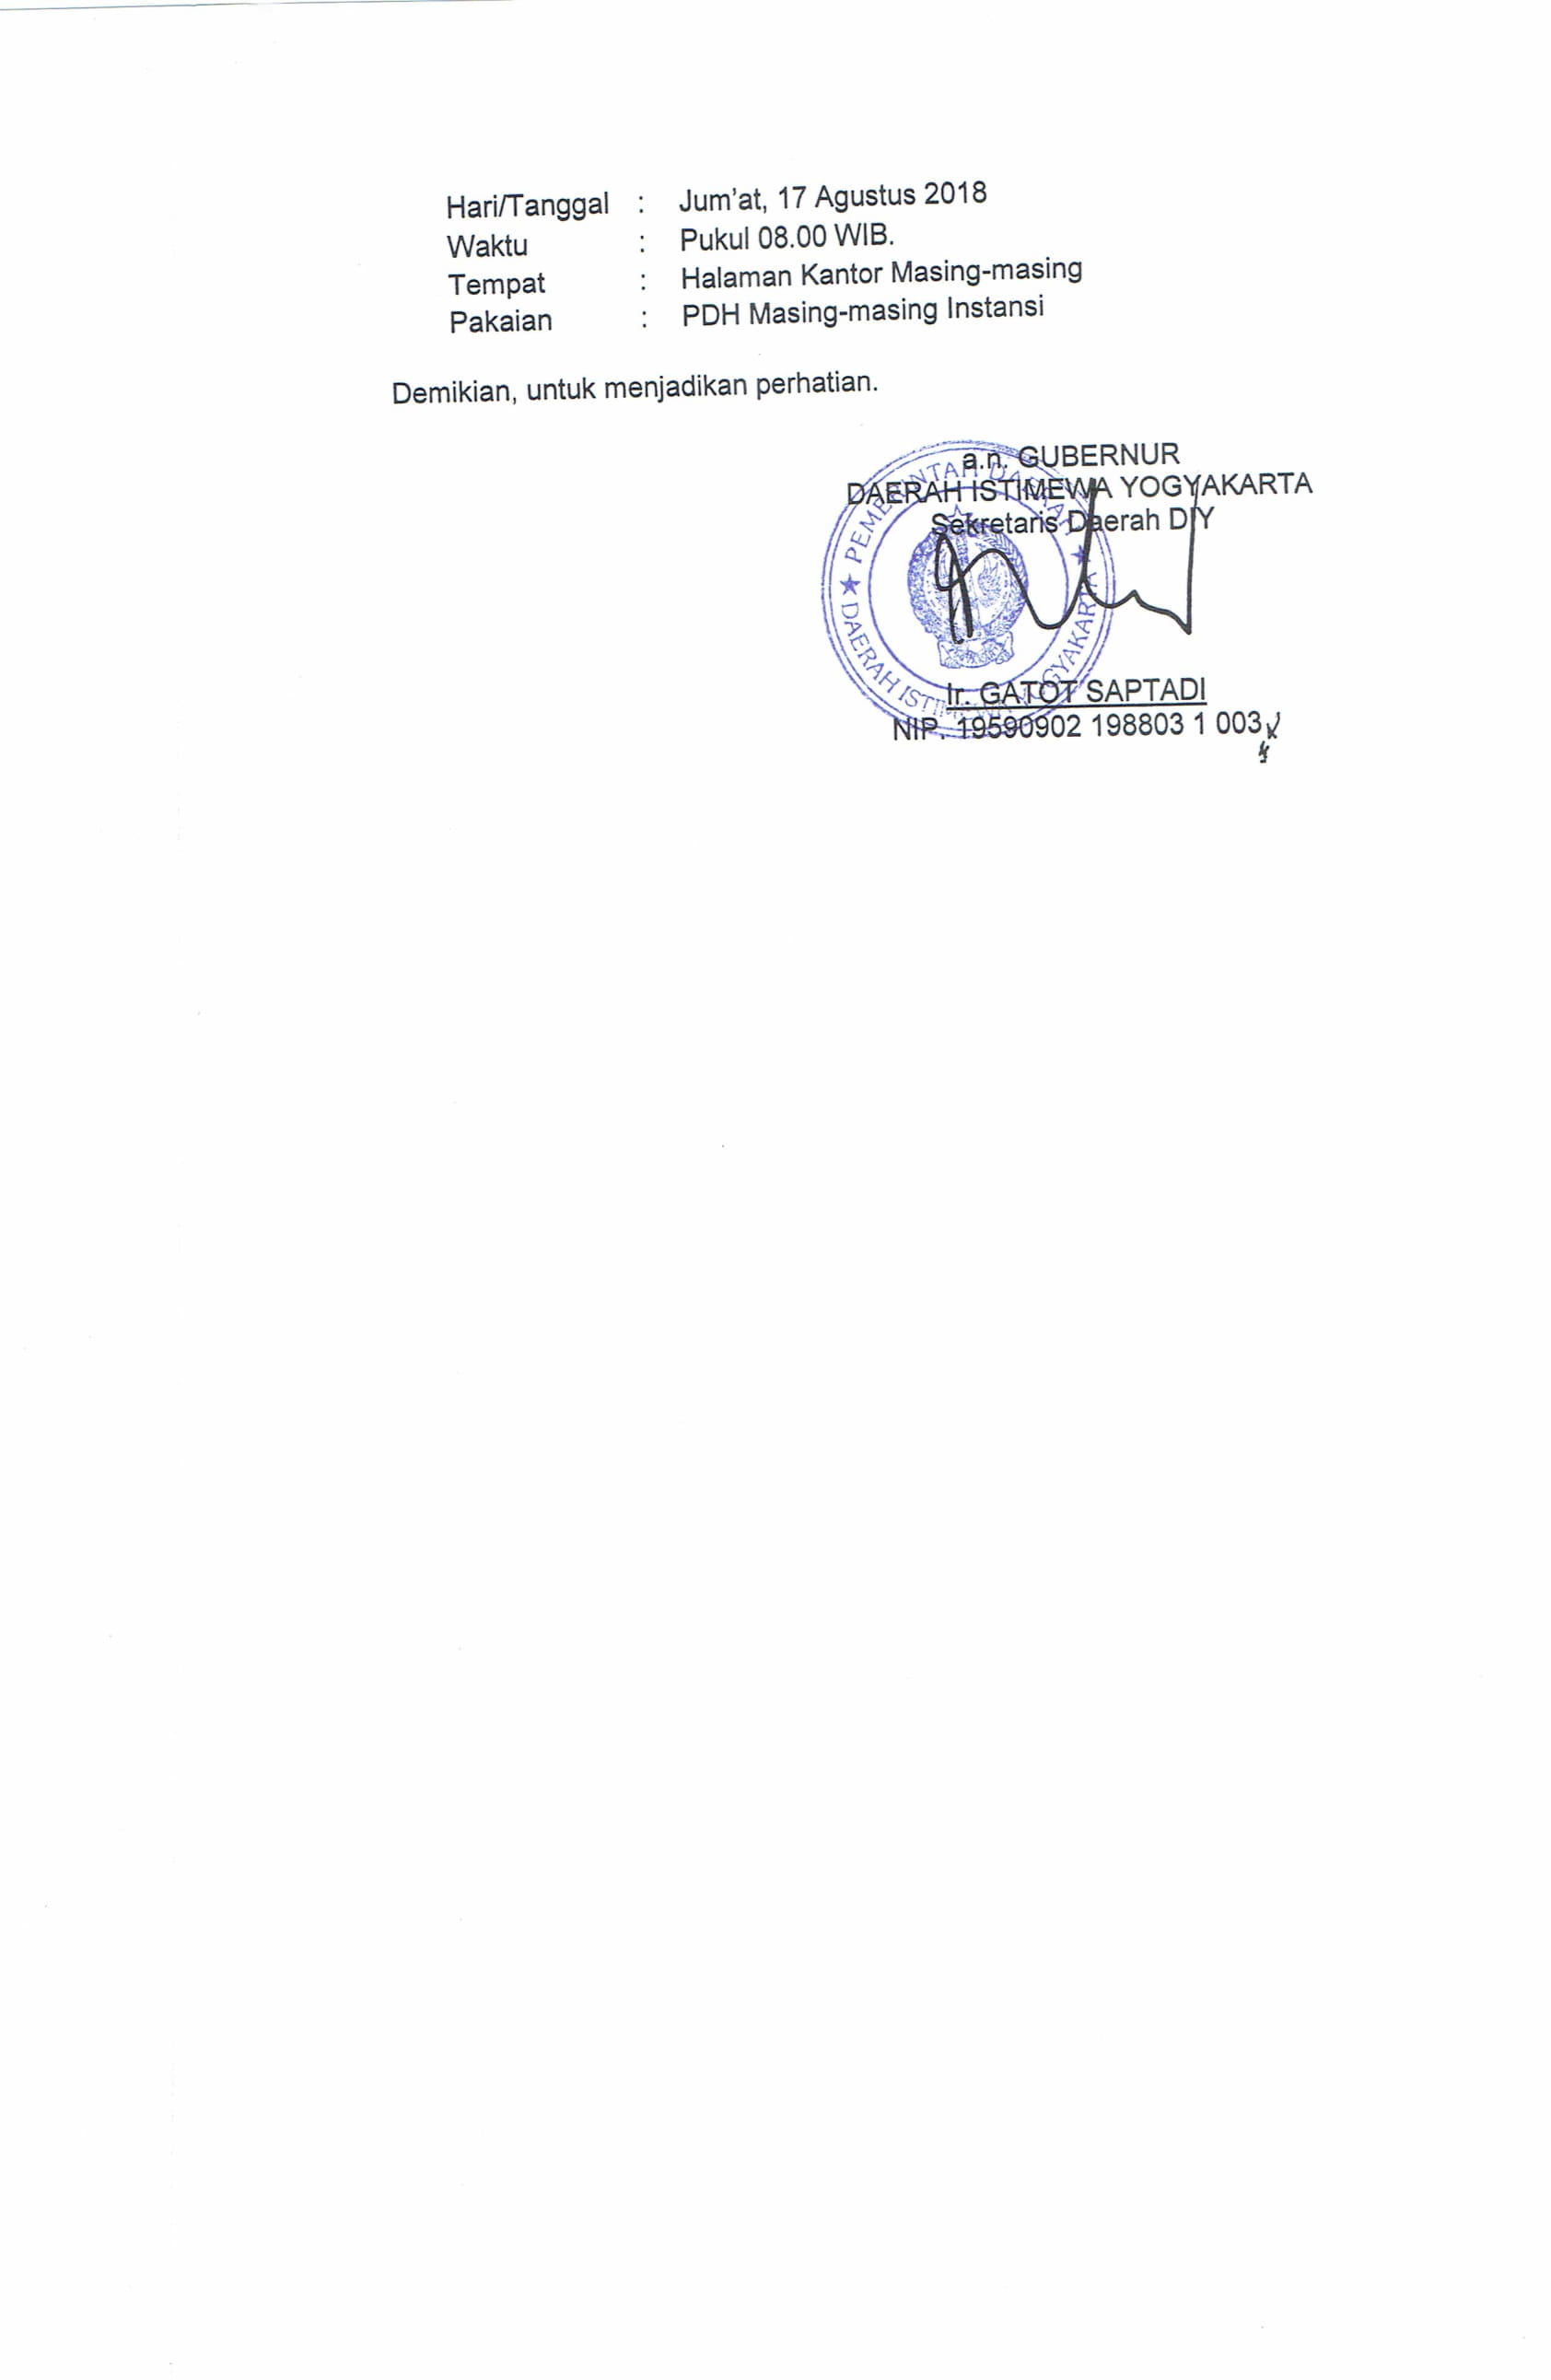 Hari/Tanggal : Jum'at, 17 Agustus 2018
Waktu : Pukul 08.00 WIB.
Tempat : Halaman Kantor Masing-masing
Pakaian : PDH Masing-masing Instansi
Demikian, untuk menjadikan perhatian.
a.n. GUBERNUR
DAERAH ISTIMEWA YOGYAKARTA
Sekretaris Daerah DIY
PEMERINTAH DAERAH
DAERAH ISTIMEWA YOGYAKARTA
Ir. GATOT SAPTADI
NIP. 19590902 198803 1 003